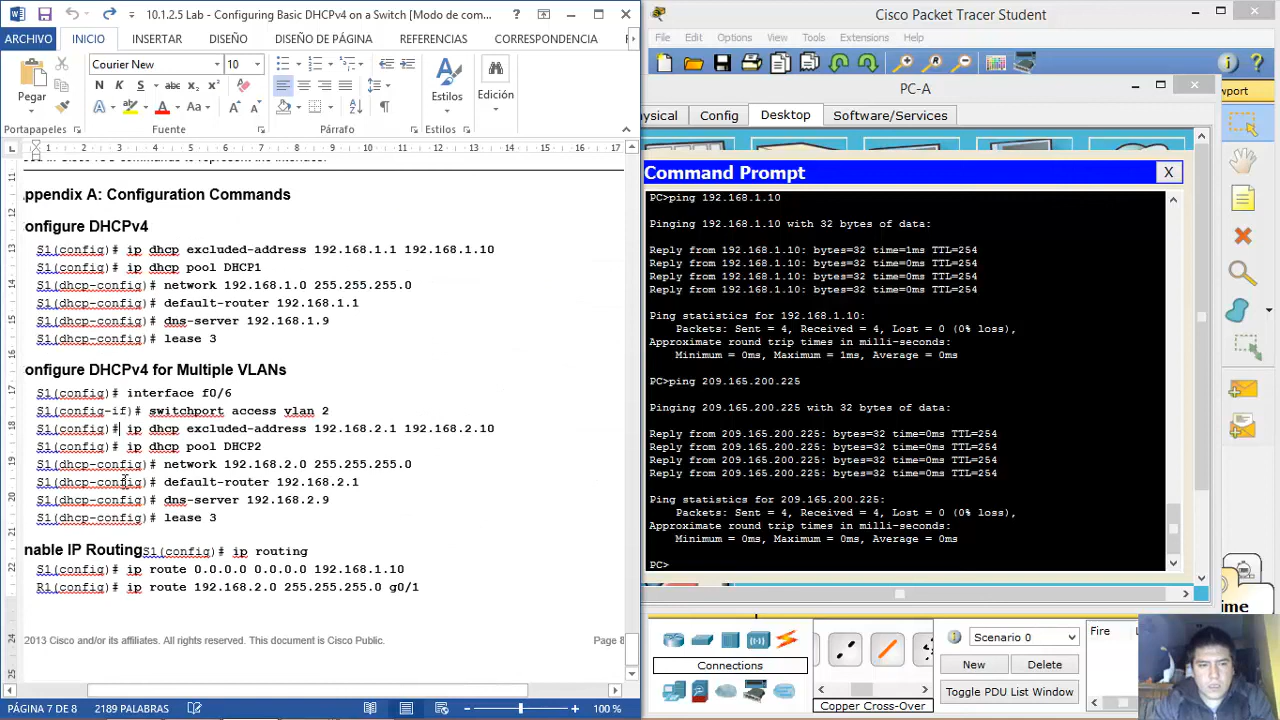 10.1.2.5 Lab - Configuring Basic DHCPv4 on a Switch [Modo de com...
ARCHIVO INICIO INSERTAR DISEÑO DISEÑO DE PÁGINA REFERENCIAS CORRESPONDENCIA
Courier New 10
N K S abc x₂ x²
Pegar
Estilos
Edición
Portapapeles Fuente Párrafo Estilos
1 2 3 4 5 6 7 8 9 10 11 12 13 14 15 16 17
ppendix A: Configuration Commands
onfigure DHCPv4
S1(config)# ip dhcp excluded-address 192.168.1.1 192.168.1.10
S1(config)# ip dhcp pool DHCP1
S1(dhcp-config)# network 192.168.1.0 255.255.255.0
S1(dhcp-config)# default-router 192.168.1.1
S1(dhcp-config)# dns-server 192.168.1.9
S1(dhcp-config)# lease 3
onfigure DHCPv4 for Multiple VLANs
S1(config)# interface f0/6
S1(config-if)# switchport access vlan 2
S1(config)# ip dhcp excluded-address 192.168.2.1 192.168.2.10
S1(config)# ip dhcp pool DHCP2
S1(dhcp-config)# network 192.168.2.0 255.255.255.0
S1(dhcp-config)# default-router 192.168.2.1
S1(dhcp-config)# dns-server 192.168.2.9
S1(dhcp-config)# lease 3
nable IP RoutingS1(config)# ip routing
S1(config)# ip route 0.0.0.0 0.0.0.0 192.168.1.10
R1(config)# ip route 192.168.2.0 255.255.255.0 g0/1
2013 Cisco and/or its affiliates. All rights reserved. This document is Cisco Public. Page 8
PÁGINA 7 DE 8 2189 PALABRAS 100 %
Cisco Packet Tracer Student
File Edit Options View Tools Extensions Help
PC-A
wport
ysical Config Desktop Software/Services
Command Prompt X
PC>ping 192.168.1.10
Pinging 192.168.1.10 with 32 bytes of data:
Reply from 192.168.1.10: bytes=32 time=1ms TTL=254
Reply from 192.168.1.10: bytes=32 time=0ms TTL=254
Reply from 192.168.1.10: bytes=32 time=0ms TTL=254
Reply from 192.168.1.10: bytes=32 time=0ms TTL=254
Ping statistics for 192.168.1.10:
Packets: Sent = 4, Received = 4, Lost = 0 (0% loss),
Approximate round trip times in milli-seconds:
Minimum = 0ms, Maximum = 1ms, Average = 0ms
PC>ping 209.165.200.225
Pinging 209.165.200.225 with 32 bytes of data:
Reply from 209.165.200.225: bytes=32 time=0ms TTL=254
Reply from 209.165.200.225: bytes=32 time=0ms TTL=254
Reply from 209.165.200.225: bytes=32 time=0ms TTL=254
Reply from 209.165.200.225: bytes=32 time=0ms TTL=254
Ping statistics for 209.165.200.225:
Packets: Sent = 4, Received = 4, Lost = 0 (0% loss),
Approximate round trip times in milli-seconds:
Minimum = 0ms, Maximum = 0ms, Average = 0ms
PC>
ime
Connections
Copper Cross-Over
Scenario 0
New Delete
Toggle PDU List Window
Fire